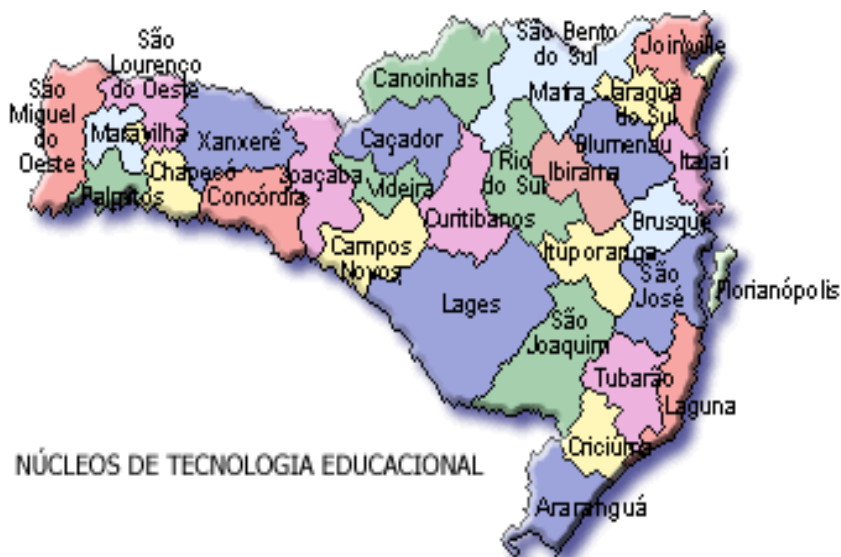 São
Lourenço
do Oeste
São
Miguel
do
Oeste
Maravilha
Palmitos
Chapecó
Xanxerê
Concórdia
Joaçaba
Canoinhas
Caçador
Videira
Campos
Novos
Curitibanos
Lages
São Bento
do Sul
Mafra
Joinville
Jaraguá
do Sul
Rio
do Sul
Ibirama
Blumenau
Itajaí
Brusque
Ituporanga
São
José
Florianópolis
São
Joaquim
Tubarão
Laguna
Criciúma
Araranguá
NÚCLEOS DE TECNOLOGIA EDUCACIONAL